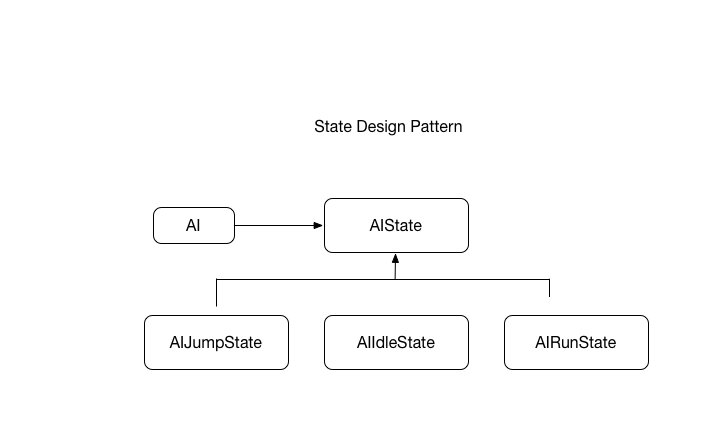 State Design Pattern
AI
AIState
AIJumpState
AIIdleState
AIRunState